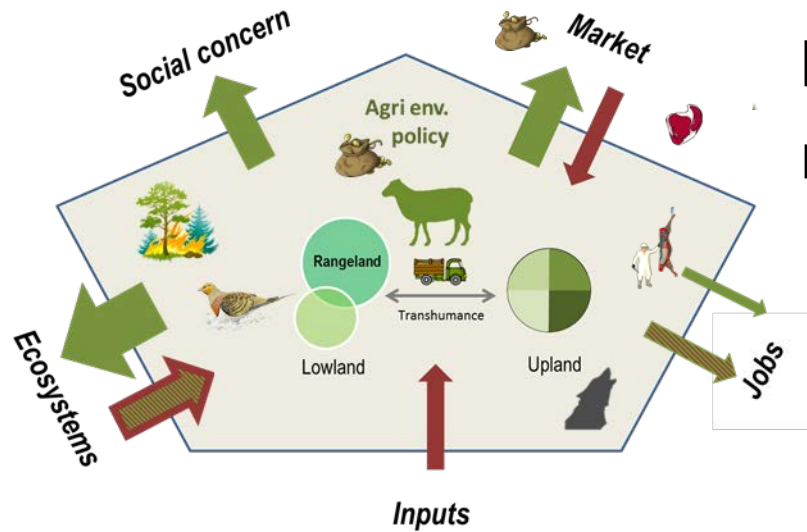 Social concern
Market
Agri env.
policy
Rangeland
Transhumance
Lowland
Upland
Ecosystems
Jobs
Inputs